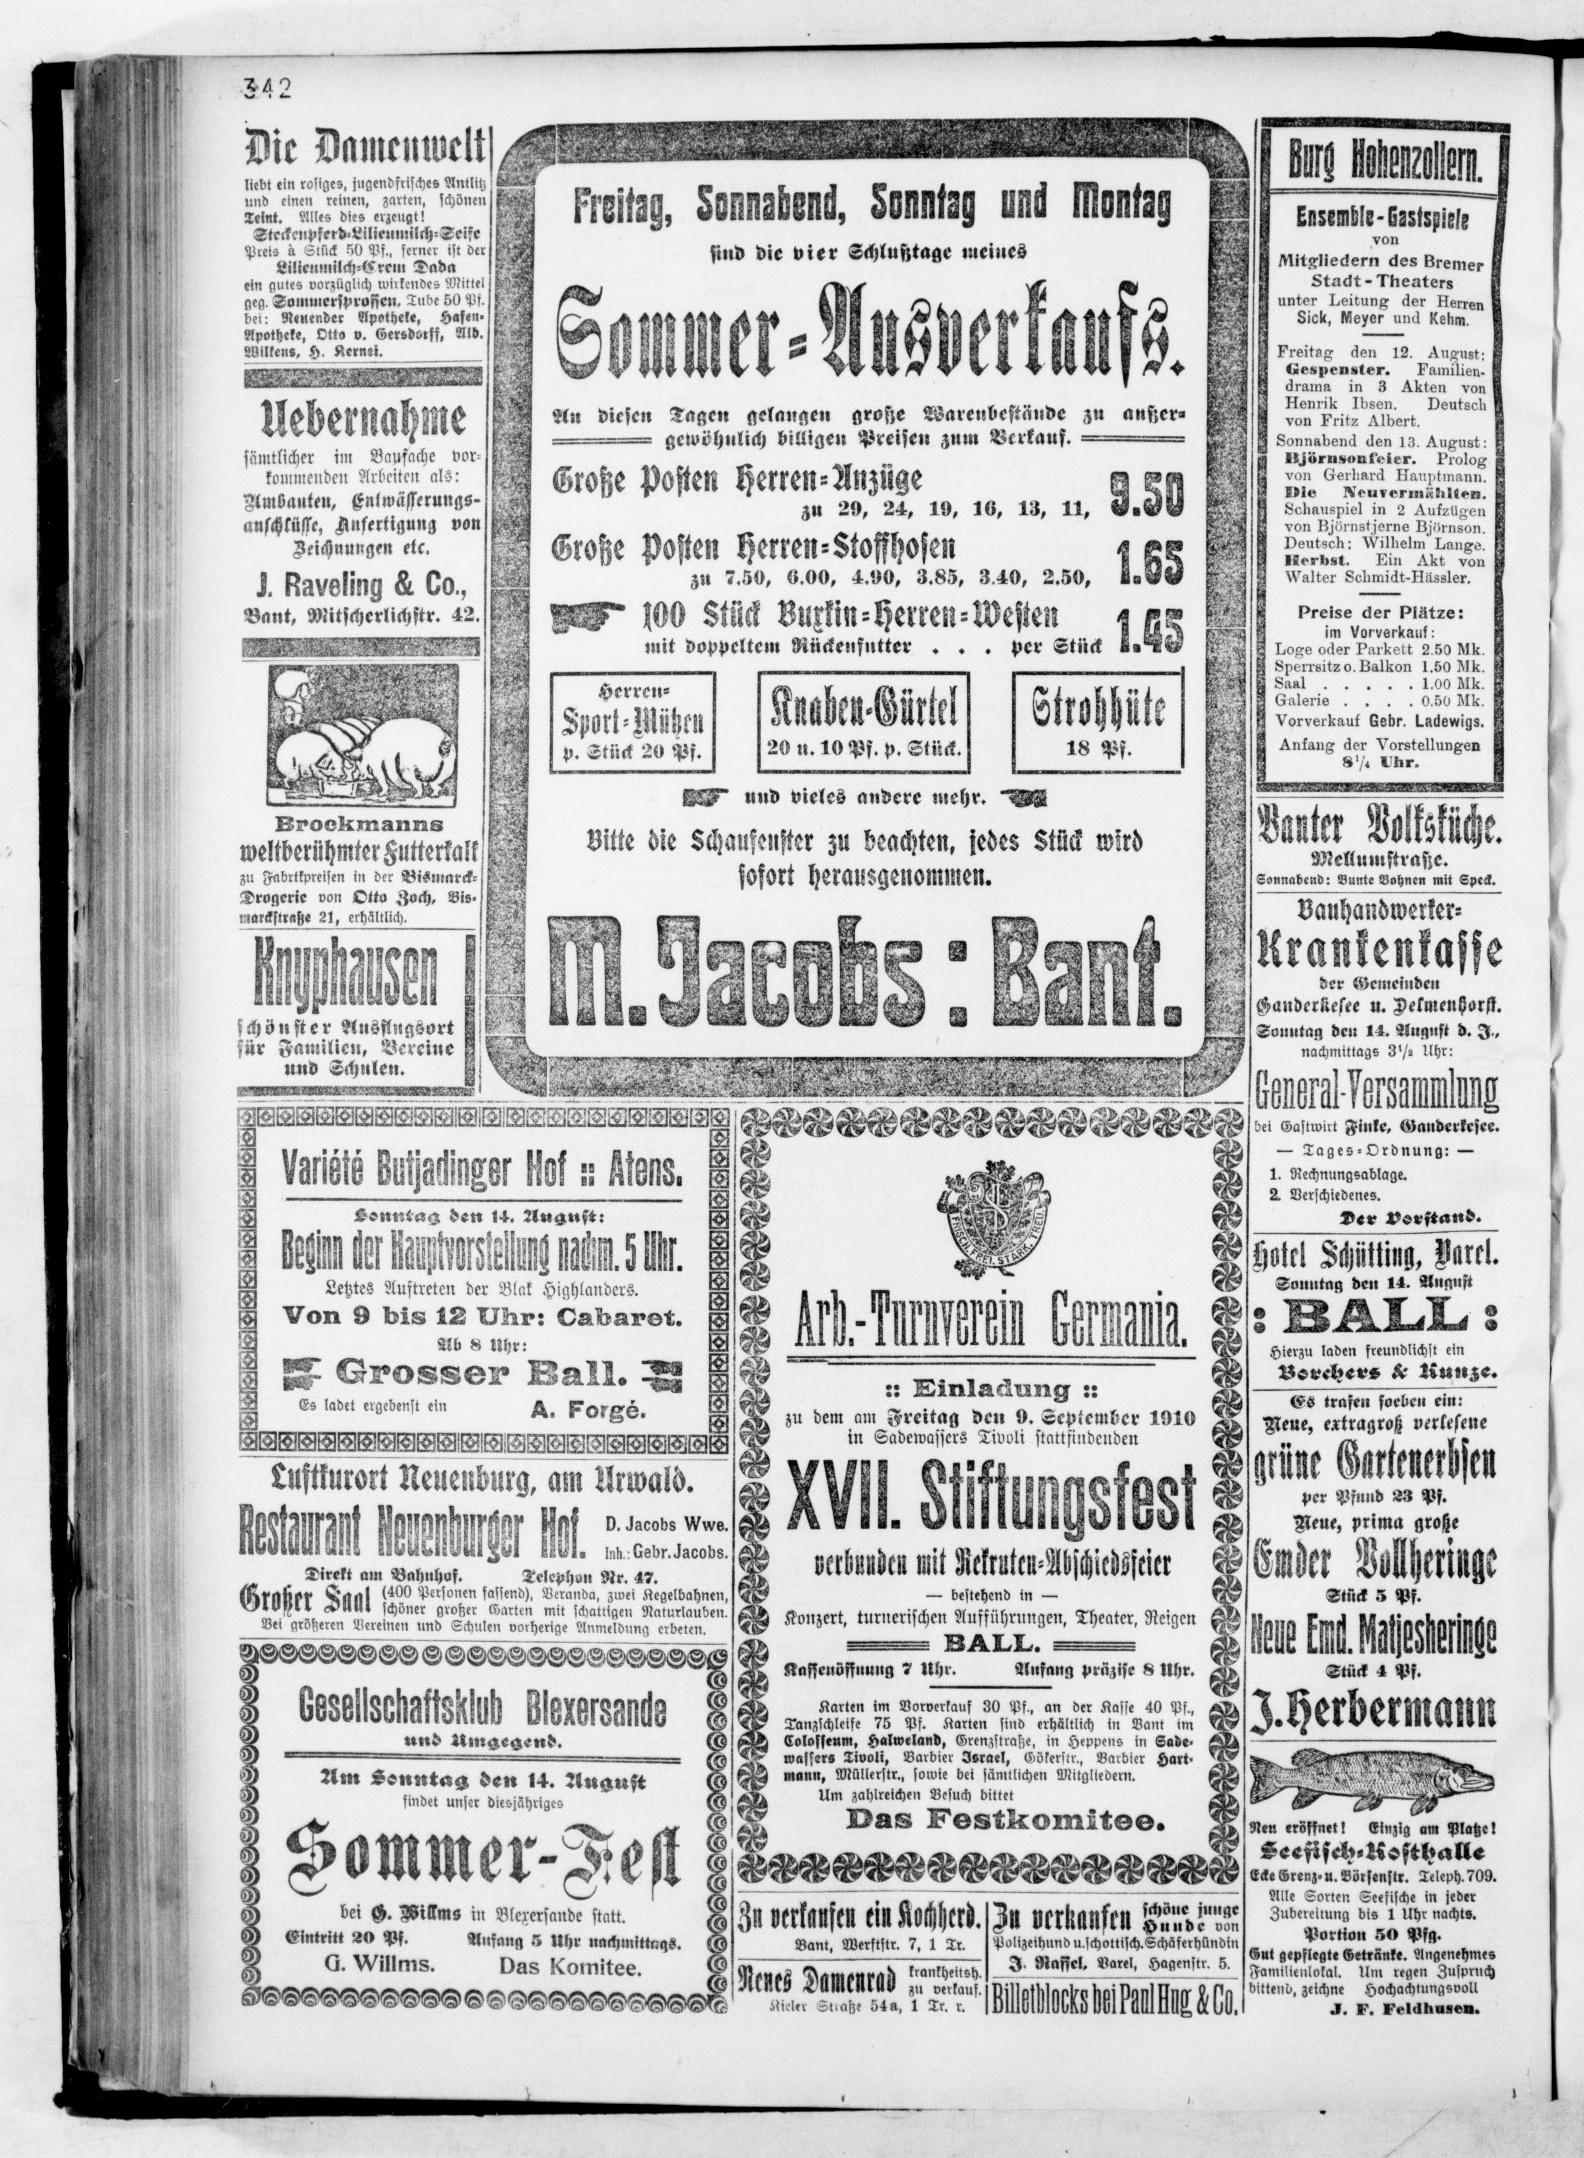 342
Die Damenwelt
liebt ein rosiges, jugendfrisches Antlitz
und einen reinen, zarten, schönen
Teint. Alles dies erzeugt!
Steckenpferd-Lilienmilch-Seife
Preis à Stück 50 Pf., ferner ist der
Lilienmilch-Crem Dada
ein gutes vorzüglich wirkendes Mittel
geg. Sommersprossen, Tube 50 Pf.
bei: Neuender Apotheke, Hafen-
Apotheke, Otto v. Gersdorff, Alb.
Wilkens, H. Kernei.
Uebernahme
sämtlicher im Baufache vor-
kommenden Arbeiten als:
Umbauten, Entwässerungs-
anschlüsse, Anfertigung von
Zeichnungen etc.
J. Raveling & Co.,
Bant, Mitscherlichstr. 42.
Brockmanns
weltberühmter Futterkalk
zu Fabrikpreisen in der Bismarck-
Drogerie von Otto Zoch, Bis-
marckstraße 21, erhältlich.
Knyphausen
schönster Ausflugsort
für Familien, Vereine
und Schulen.
Freitag, Sonnabend, Sonntag und Montag
sind die vier Schlußtage meines
Sommer-Ausverkaufs.
An diesen Tagen gelangen große Warenbestände zu außer-
gewöhnlich billigen Preisen zum Verkauf.
Große Posten Herren-Anzüge
zu 29, 24, 19, 16, 13, 11, 9.50
Große Posten Herren-Stoffhosen
zu 7.50, 6.00, 4.90, 3.85, 3.40, 2.50, 1.65
100 Stück Buxkin-Herren-Westen
mit doppeltem Rückenfutter . . . per Stück 1.45
Herren-
Sport-Mützen
p. Stück 20 Pf.
Knaben-Gürtel
20 u. 10 Pf. p. Stück.
Strohhüte
18 Pf.
und vieles andere mehr.
Bitte die Schaufenster zu beachten, jedes Stück wird
sofort herausgenommen.
M. Jacobs : Bant.
Burg Hohenzollern.
Ensemble-Gastspiele
von
Mitgliedern des Bremer
Stadt-Theaters
unter Leitung der Herren
Sick, Meyer und Kehm.
Freitag den 12. August:
Gespenster. Familien-
drama in 3 Akten von
Henrik Ibsen. Deutsch
von Fritz Albert.
Sonnabend den 13. August:
Björnsonfeier. Prolog
von Gerhard Hauptmann.
Die Neuvermählten.
Schauspiel in 2 Aufzügen
von Björnstjerne Björnson.
Deutsch: Wilhelm Lange.
Herbst. Ein Akt von
Walter Schmidt-Hässler.
Preise der Plätze:
im Vorverkauf:
Loge oder Parkett 2.50 Mk.
Sperrsitz o. Balkon 1.50 Mk.
Saal . . . . . 1.00 Mk.
Galerie . . . . 0.50 Mk.
Vorverkauf Gebr. Ladewigs.
Anfang der Vorstellungen
8¼ Uhr.
Banter Volksküche.
Mellumstraße.
Sonnabend: Bunte Bohnen mit Speck.
Bauhandwerker-
Krankenkasse
der Gemeinden
Ganderkesee u. Delmenhorst.
Sonntag den 14. August d. J.,
nachmittags 3½ Uhr:
General-Versammlung
bei Gastwirt Finke, Ganderkesee.
— Tages-Ordnung: —
1. Rechnungsablage.
2. Verschiedenes.
Der Vorstand.
Hotel Schütting, Varel.
Sonntag den 14. August
: BALL :
Hierzu laden freundlichst ein
Borchers & Kunze.
Es trafen soeben ein:
Neue, extragroß verlesene
grüne Gartenerbsen
per Pfund 23 Pf.
Neue, prima große
Emder Vollheringe
Stück 5 Pf.
Neue Emd. Matjesheringe
Stück 4 Pf.
J. Herbermann
Neu eröffnet! Einzig am Platze!
Seefisch-Kosthalle
Ecke Grenz- u. Börsenstr. Teleph. 709.
Alle Sorten Seefische in jeder
Zubereitung bis 1 Uhr nachts.
Portion 50 Pfg.
Gut gepflegte Getränke. Angenehmes
Familienlokal. Um regen Zuspruch
bittend, zeichne Hochachtungsvoll
J. F. Feldhusen.
Variété Butjadinger Hof :: Atens.
Sonntag den 14. August:
Beginn der Hauptvorstellung nachm. 5 Uhr.
Letztes Auftreten der Blak Highlanders.
Von 9 bis 12 Uhr: Cabaret.
Ab 8 Uhr:
Grosser Ball.
Es ladet ergebenst ein A. Forgé.
Luftkurort Neuenburg, am Urwald.
Restaurant Neuenburger Hof. D. Jacobs Wwe.
Inh.: Gebr. Jacobs.
Direkt am Bahnhof. Telephon Nr. 47.
Großer Saal (400 Personen fassend), Veranda, zwei Kegelbahnen,
schöner großer Garten mit schattigen Naturlauben.
Bei größeren Vereinen und Schulen vorherige Anmeldung erbeten.
Gesellschaftsklub Blexersande
und Umgegend.
Am Sonntag den 14. August
findet unser diesjähriges
Sommer-Fest
bei G. Willms in Blexersande statt.
Eintritt 20 Pf. Anfang 5 Uhr nachmittags.
G. Willms. Das Komitee.
FRISCH. FREI. STARK. TREU.
Arb.-Turnverein Germania.
:: Einladung ::
zu dem am Freitag den 9. September 1910
in Sadewassers Tivoli stattfindenden
XVII. Stiftungsfest
verbunden mit Rekruten-Abschiedsfeier
— bestehend in —
Konzert, turnerischen Aufführungen, Theater, Reigen
BALL.
Kassenöffnung 7 Uhr. Anfang präzise 8 Uhr.
Karten im Vorverkauf 30 Pf., an der Kasse 40 Pf.,
Tanzschleife 75 Pf. Karten sind erhältlich in Bant im
Colosseum, Halweland, Grenzstraße, in Heppens in Sade-
wassers Tivoli, Barbier Israel, Gökerstr., Barbier Hart-
mann, Müllerstr., sowie bei sämtlichen Mitgliedern.
Um zahlreichen Besuch bittet
Das Festkomitee.
Zu verkaufen ein Kochherd.
Bant, Werftstr. 7, 1 Tr.
Neues Damenrad krankheitsh.
zu verkauf.
Kieler Straße 54a, 1 Tr. r.
Zu verkaufen schöne junge
Hunde von
Polizeihund u. schottisch. Schäferhündin
J. Raffel, Varel, Hagenstr. 5.
Billetblocks bei Paul Hug & Co.